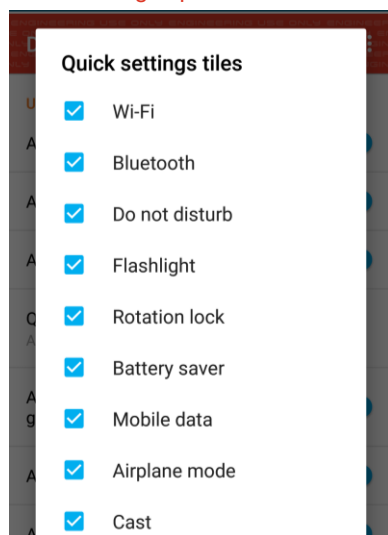 Quick settings tiles
Wi-Fi
Bluetooth
Do not disturb
Flashlight
Rotation lock
Battery saver
Mobile data
Airplane mode
Cast